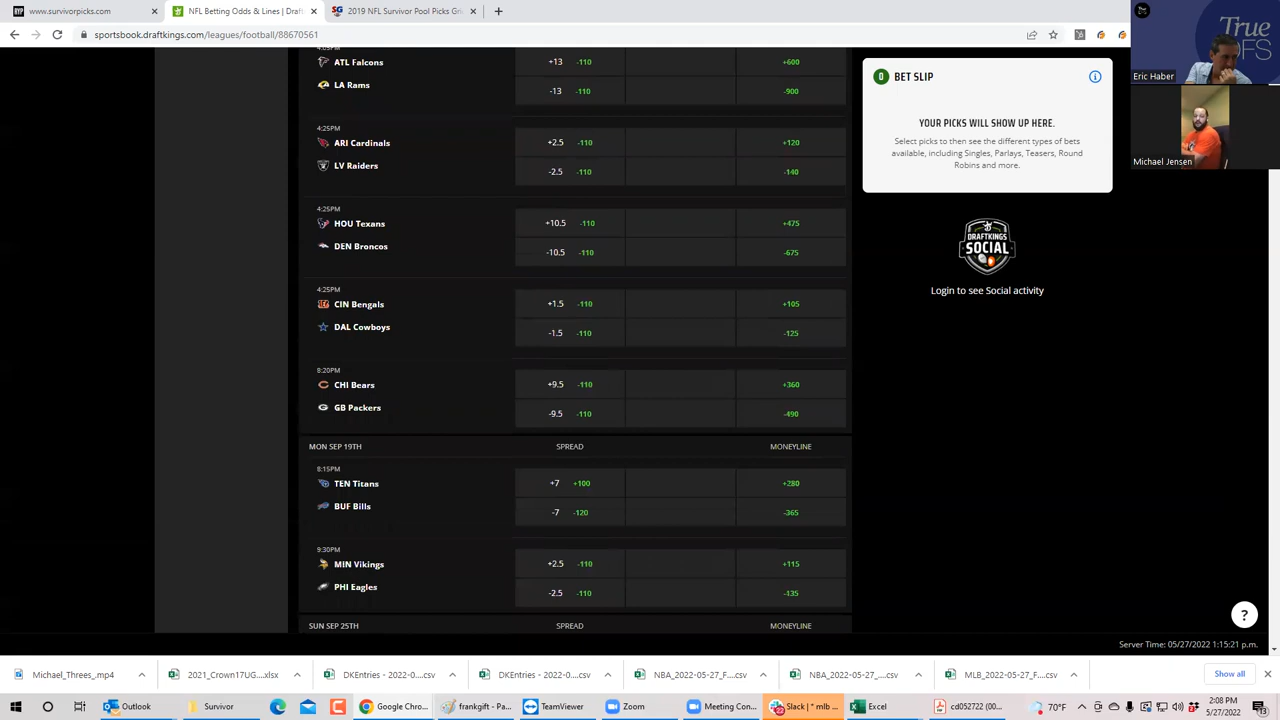 www.survivorpicks.com
NFL Betting Odds & Lines | Draf
2019 NFL Survivor Pool Picks Gri
sportsbook.draftkings.com/leagues/football/88670561
True
DFS
Eric Haber
Michael Jensen
4:05PM
ATL Falcons +13 -110 +600
LA Rams -13 -110 -900
4:25PM
ARI Cardinals +2.5 -110 +120
LV Raiders -2.5 -110 -140
4:25PM
HOU Texans +10.5 -110 +475
DEN Broncos -10.5 -110 -675
4:25PM
CIN Bengals +1.5 -110 +105
DAL Cowboys -1.5 -110 -125
8:20PM
CHI Bears +9.5 -110 +360
GB Packers -9.5 -110 -490
MON SEP 19TH SPREAD MONEYLINE
8:15PM
TEN Titans +7 +100 +280
BUF Bills -7 -120 -365
9:30PM
MIN Vikings +2.5 -110 +115
PHI Eagles -2.5 -110 -135
SUN SEP 25TH SPREAD MONEYLINE
0 BET SLIP
YOUR PICKS WILL SHOW UP HERE.
Select picks to then see the different types of bets
available, including Singles, Parlays, Teasers, Round
Robins and more.
DRAFTKINGS
SOCIAL
Login to see Social activity
?
Server Time: 05/27/2022 1:15:21 p.m.
Michael_Threes_.mp4
2021_Crown17UG....xlsx
DKEntries - 2022-0....csv
DKEntries - 2022-0....csv
NBA_2022-05-27_F....csv
NBA_2022-05-27_....csv
MLB_2022-05-27_F....csv
Show all
Outlook
Survivor
Google Chro...
frankgift - Pa...
TeamViewer
Zoom
Meeting Con...
Slack | * mlb ...
Excel
cd052722 (00...
70°F
2:08 PM
5/27/2022